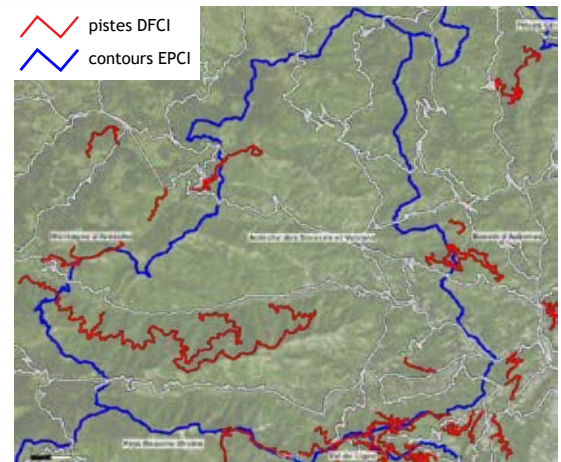 pistes DFCI
contours EPCI
Montagne d'Ardèche
Ardèche des Sources et Volcans
Bassin d'Aubenas
Pays Beaume Drobie
Val de Ligne